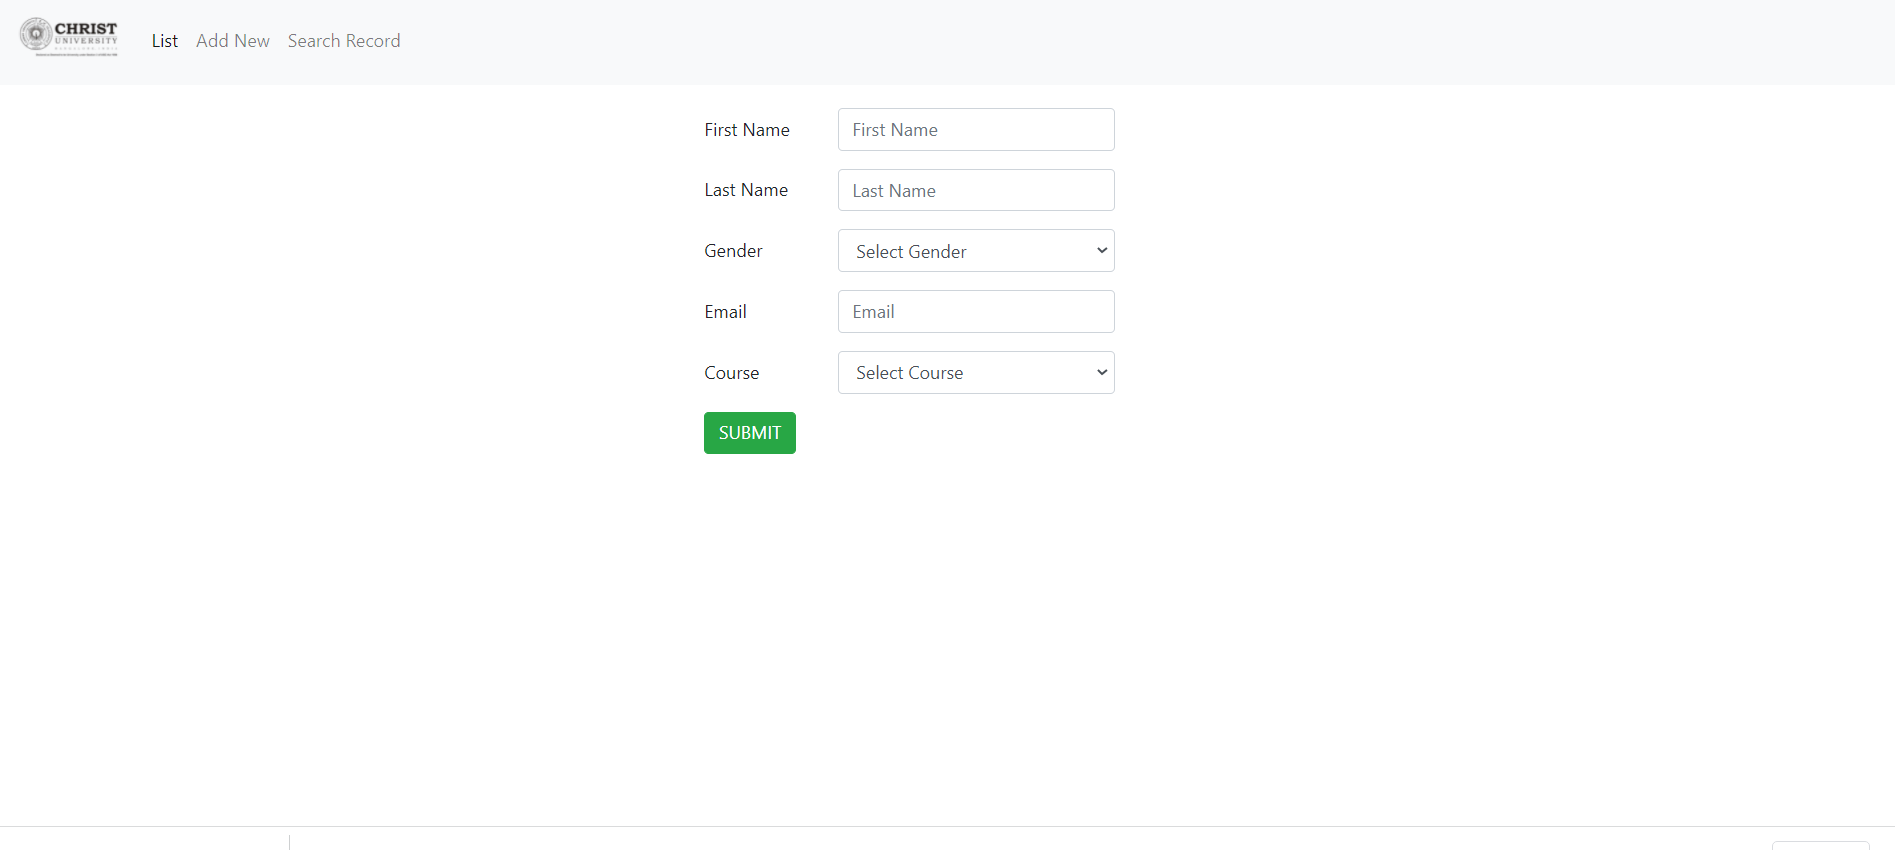 CHRIST
UNIVERSITY
List Add New Search Record
First Name First Name
Last Name Last Name
Gender Select Gender
Email Email
Course Select Course
SUBMIT